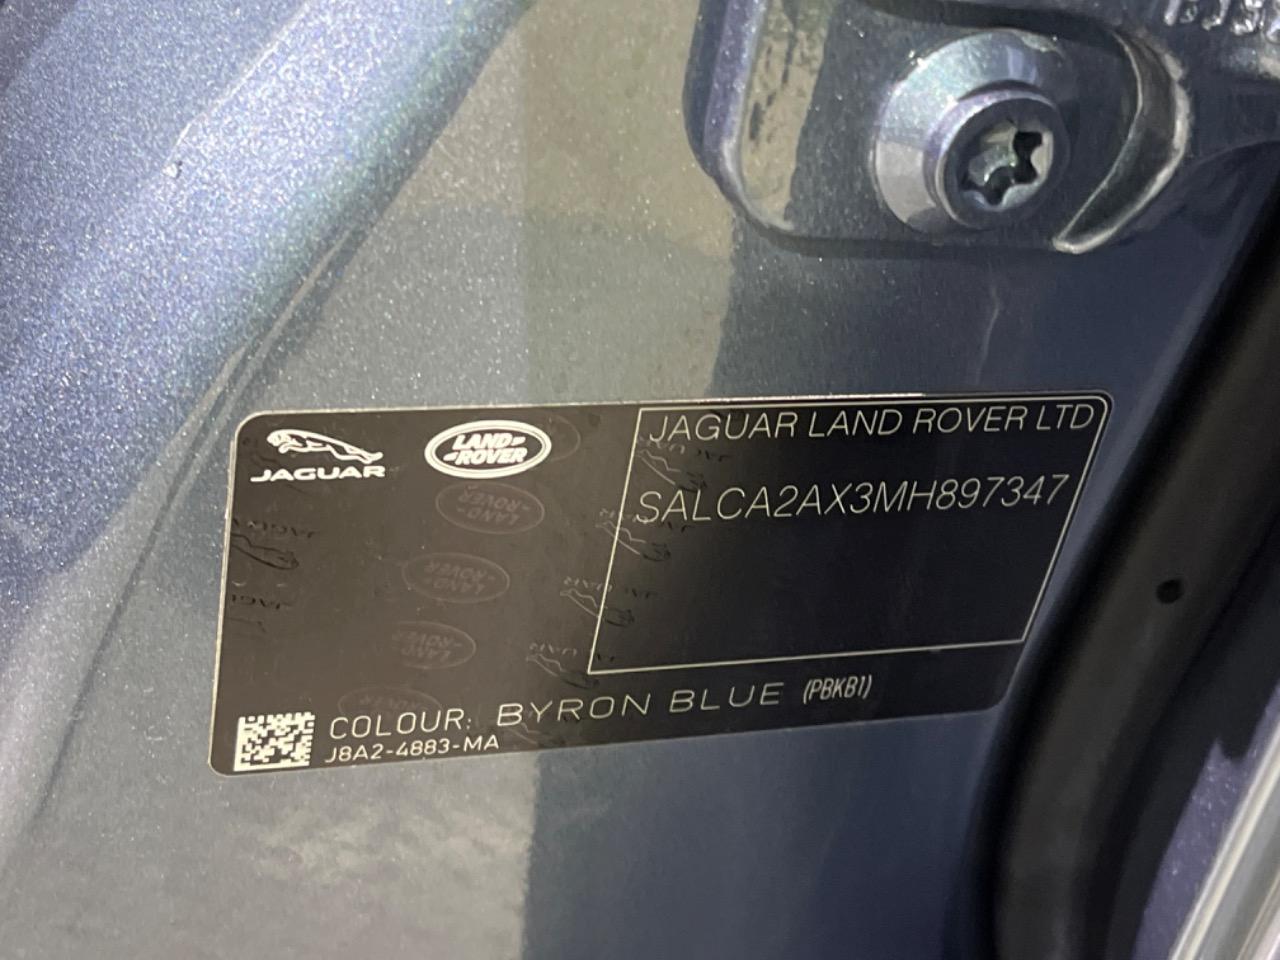 JAGUAR
LAND-
-ROVER
JAGUAR LAND ROVER LTD
SALCA2AX3MH897347
COLOUR: BYRON BLUE (PBKB1)
J8A2-4883-MA